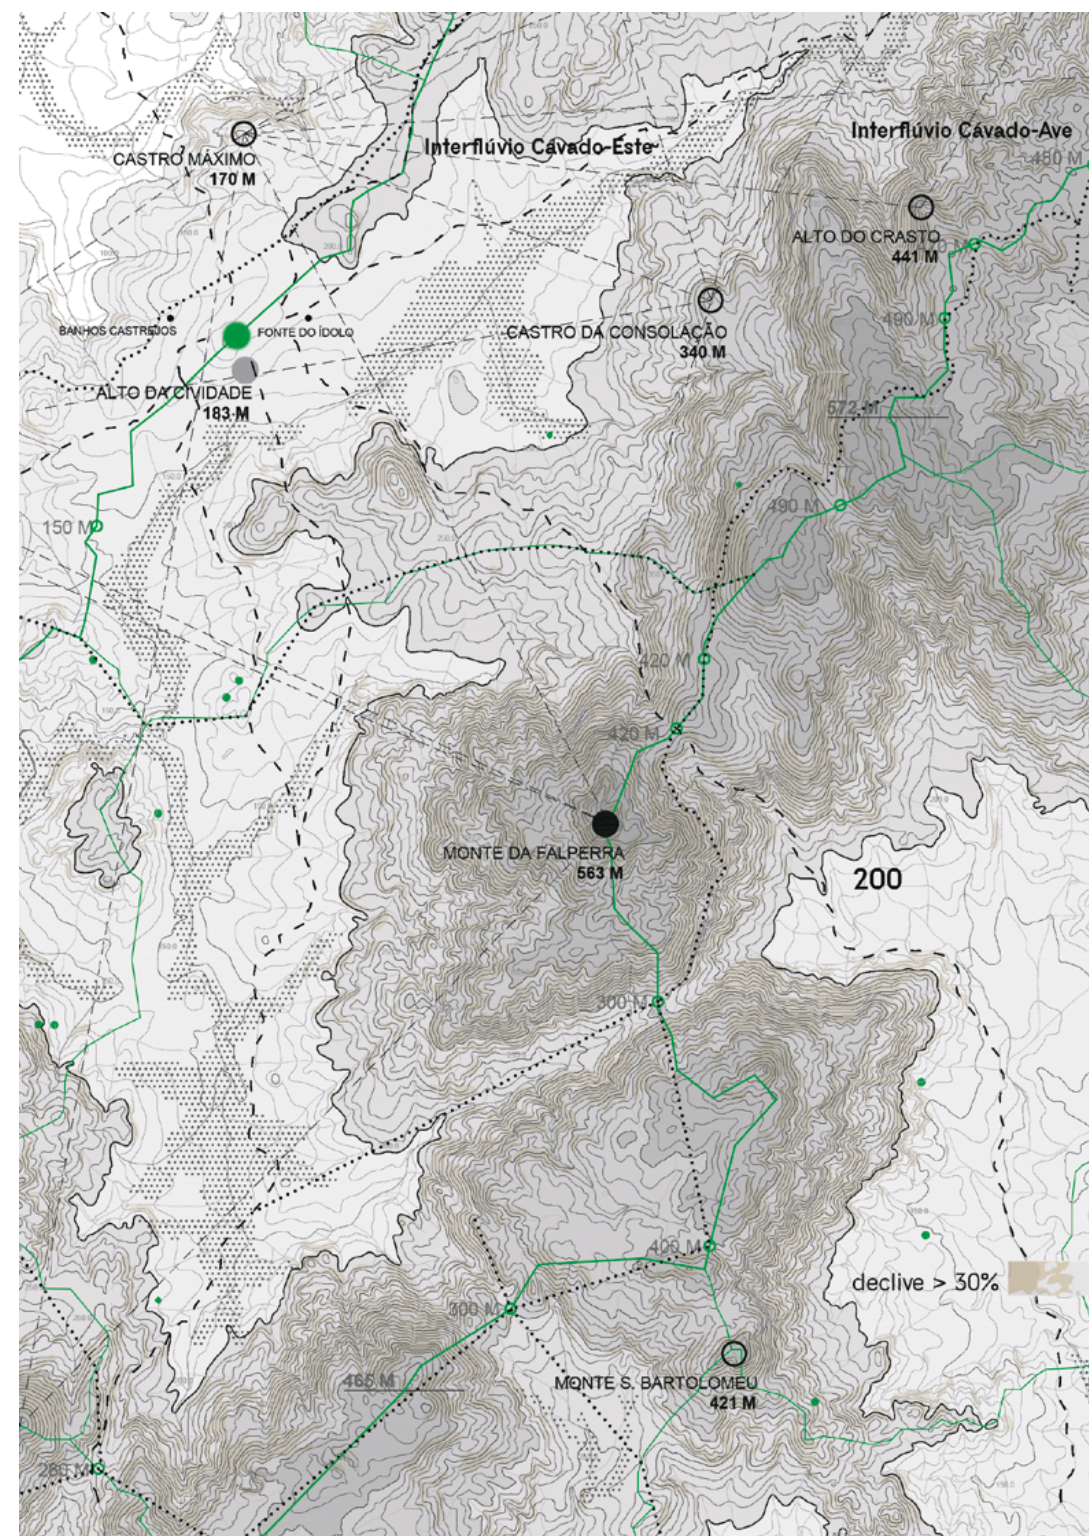 Interflúvio Cávado-Ave
450 M
Interflúvio Cávado-Este
CASTRO MÁXIMO
170 M
ALTO DO CRASTO
441 M
BANHOS CASTREJOS
FONTE DO ÍDOLO
CASTRO DA CONSOLAÇÃO
340 M
490 M
ALTO DA CIVIDADE
183 M
572 M
490 M
150 M
420 M
420 M
MONTE DA FALPERRA
563 M
200
300 M
400 M
declive > 30%
300 M
465 M
MONTE S. BARTOLOMEU
421 M